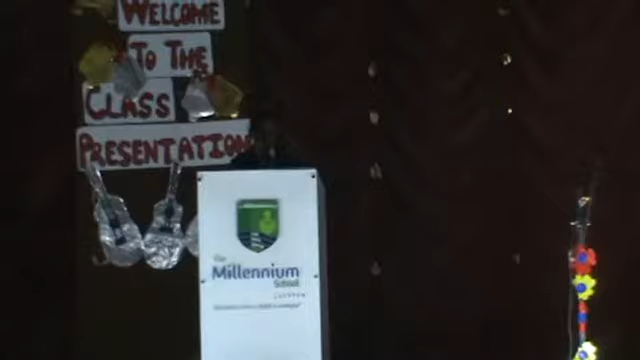 WELCOME
TO THE
CLASS
PRESENTATION
The
Millennium
School